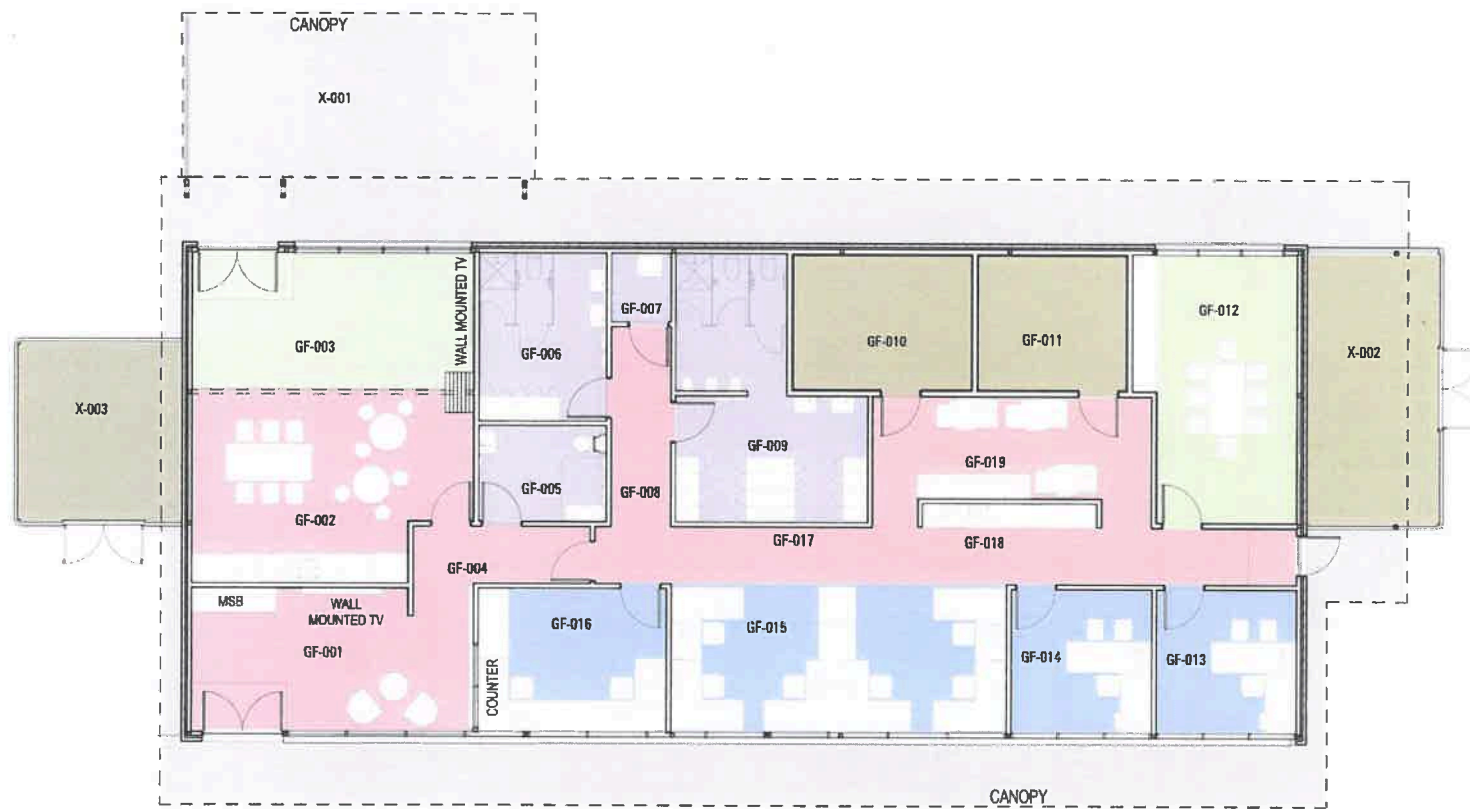 CANOPY
X-001
WALL MOUNTED TV
GF-003
GF-006
GF-007
GF-010
GF-011
GF-012
X-002
X-003
GF-002
GF-005
GF-008
GF-009
GF-019
GF-017
GF-018
GF-004
MSB
WALL
MOUNTED TV
GF-001
COUNTER
GF-016
GF-015
GF-014
GF-013
CANOPY